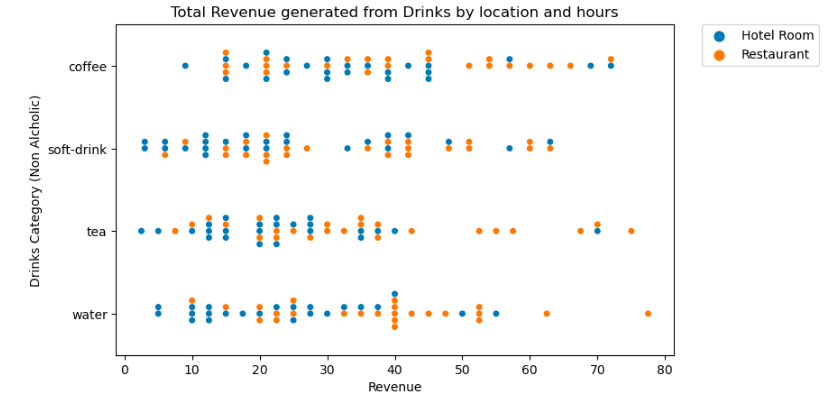 Total Revenue generated from Drinks by location and hours
Hotel Room
Restaurant
Drinks Category (Non Alcholic)
coffee
soft-drink
tea
water
0 10 20 30 40 50 60 70 80
Revenue